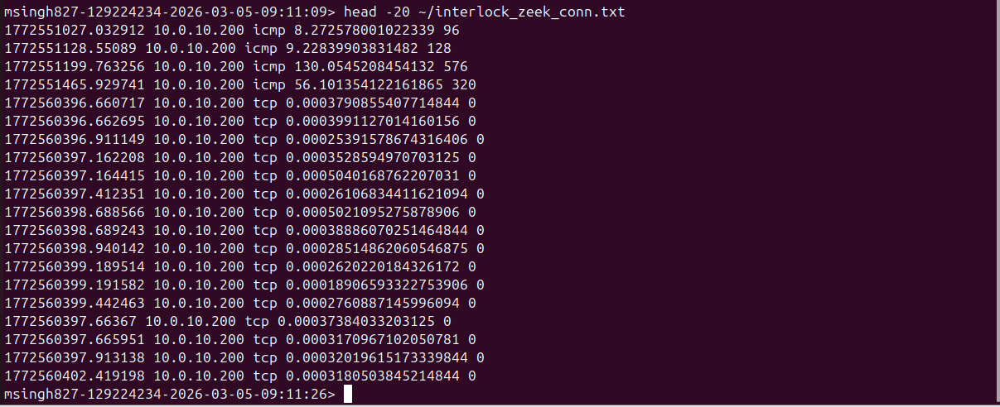 msingh827-129224234-2026-03-05-09:11:09> head -20 ~/interlock_zeek_conn.txt
1772551027.032912 10.0.10.200 icmp 8.272578001022339 96
1772551128.55089 10.0.10.200 icmp 9.22839903831482 128
1772551199.763256 10.0.10.200 icmp 130.0545208454132 576
1772551465.929741 10.0.10.200 icmp 56.101354122161865 320
1772560396.660717 10.0.10.200 tcp 0.0003790855407714844 0
1772560396.662695 10.0.10.200 tcp 0.0003991127014160156 0
1772560396.911149 10.0.10.200 tcp 0.00025391578674316406 0
1772560397.162208 10.0.10.200 tcp 0.0003528594970703125 0
1772560397.164415 10.0.10.200 tcp 0.0005040168762207031 0
1772560397.412351 10.0.10.200 tcp 0.00026106834411621094 0
1772560398.688566 10.0.10.200 tcp 0.0005021095275878906 0
1772560398.689243 10.0.10.200 tcp 0.00038886070251464844 0
1772560398.940142 10.0.10.200 tcp 0.00028514862060546875 0
1772560399.189514 10.0.10.200 tcp 0.0002620220184326172 0
1772560399.191582 10.0.10.200 tcp 0.00018906593322753906 0
1772560399.442463 10.0.10.200 tcp 0.0002760887145996094 0
1772560397.66367 10.0.10.200 tcp 0.00037384033203125 0
1772560397.665951 10.0.10.200 tcp 0.0003170967102050781 0
1772560397.913138 10.0.10.200 tcp 0.00032019615173339844 0
1772560402.419198 10.0.10.200 tcp 0.0003180503845214844 0
msingh827-129224234-2026-03-05-09:11:26>